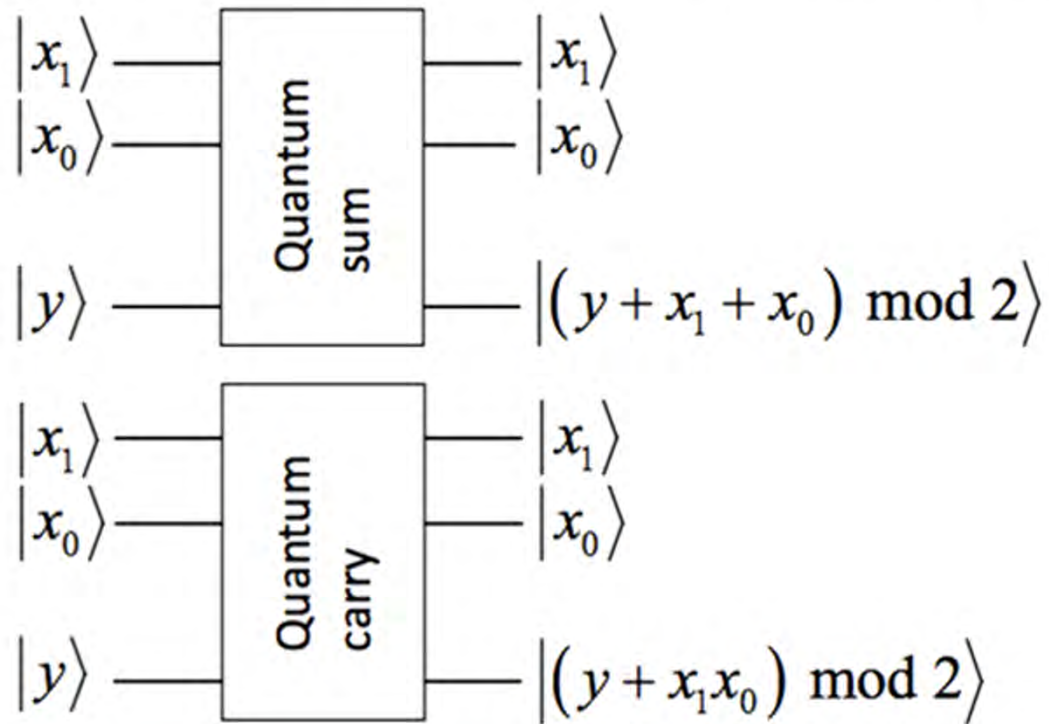 |x₁⟩ |x₁⟩
|x₀⟩ |x₀⟩
Quantum
sum
|y⟩ |(y + x₁ + x₀) mod 2⟩
|x₁⟩ |x₁⟩
|x₀⟩ |x₀⟩
Quantum
carry
|y⟩ |(y + x₁x₀) mod 2⟩